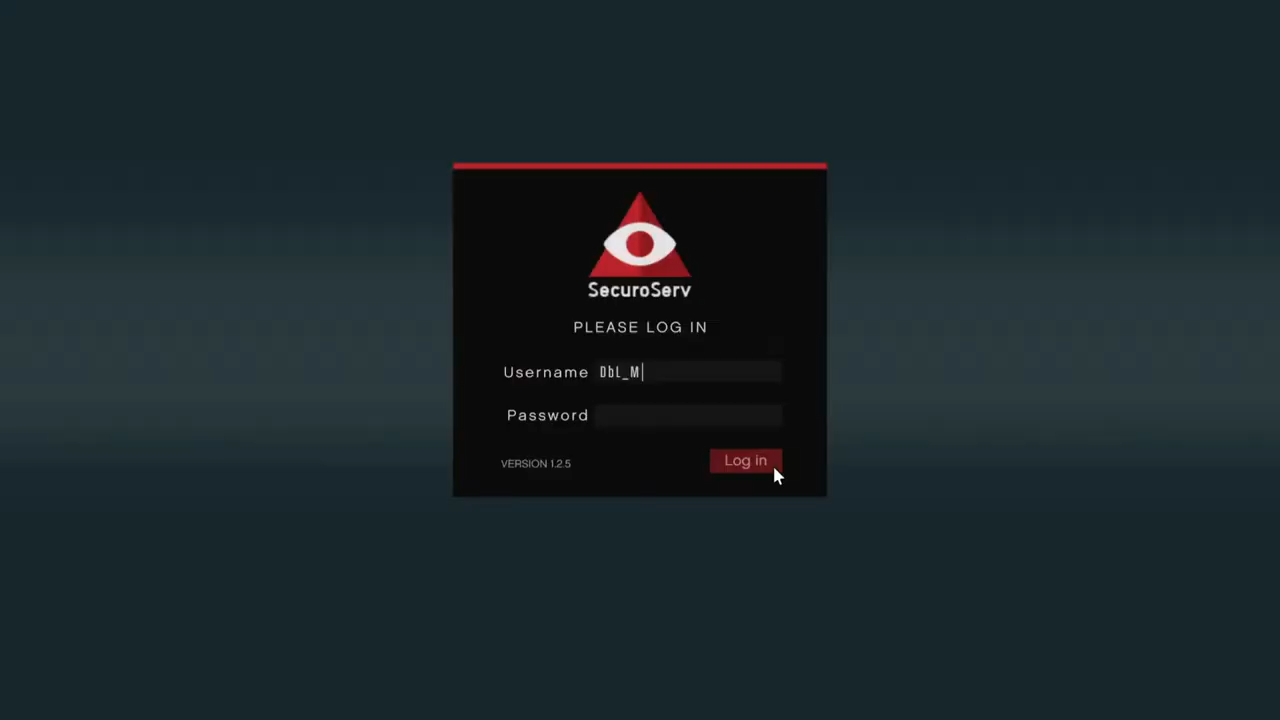 SecuroServ
PLEASE LOG IN
Username DbL_M
Password
VERSION 1.2.5 Log in